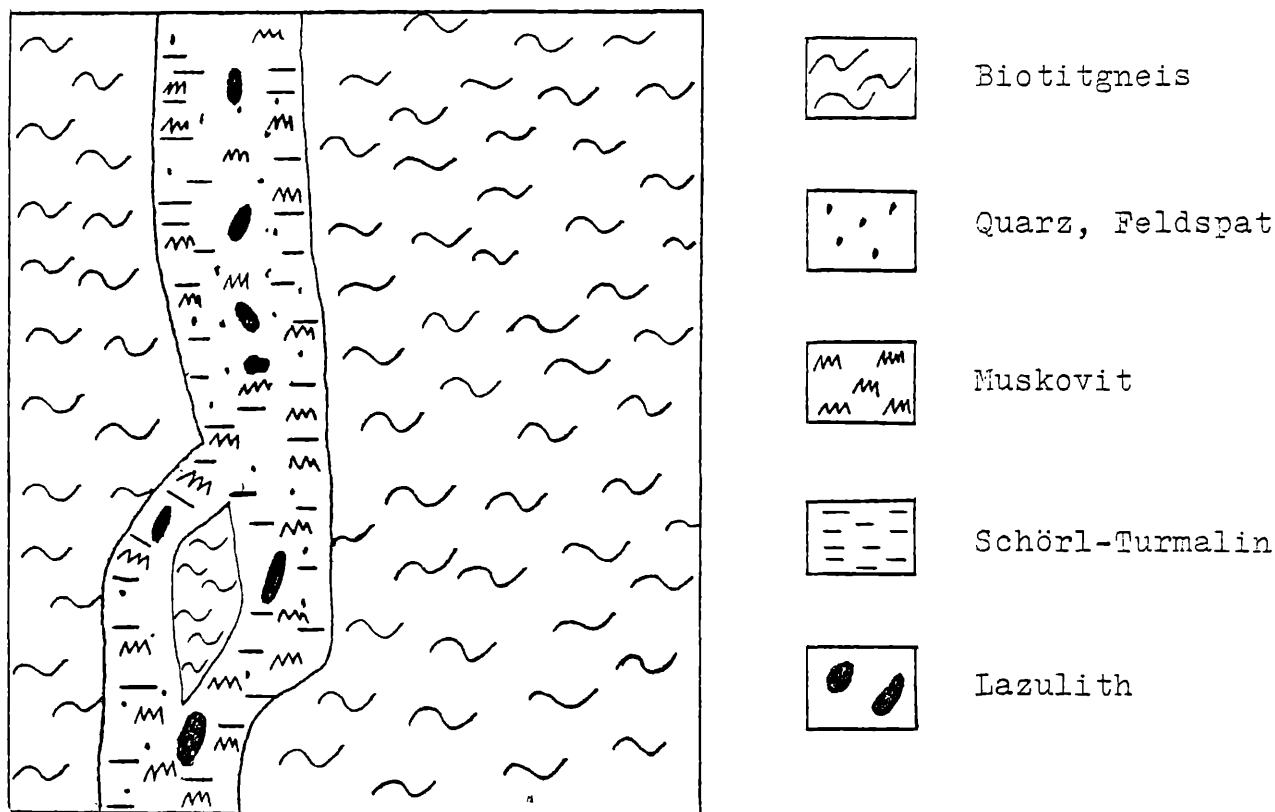 Biotitgneis
Quarz, Feldspat
Muskovit
Schörl-Turmalin
Lazulith